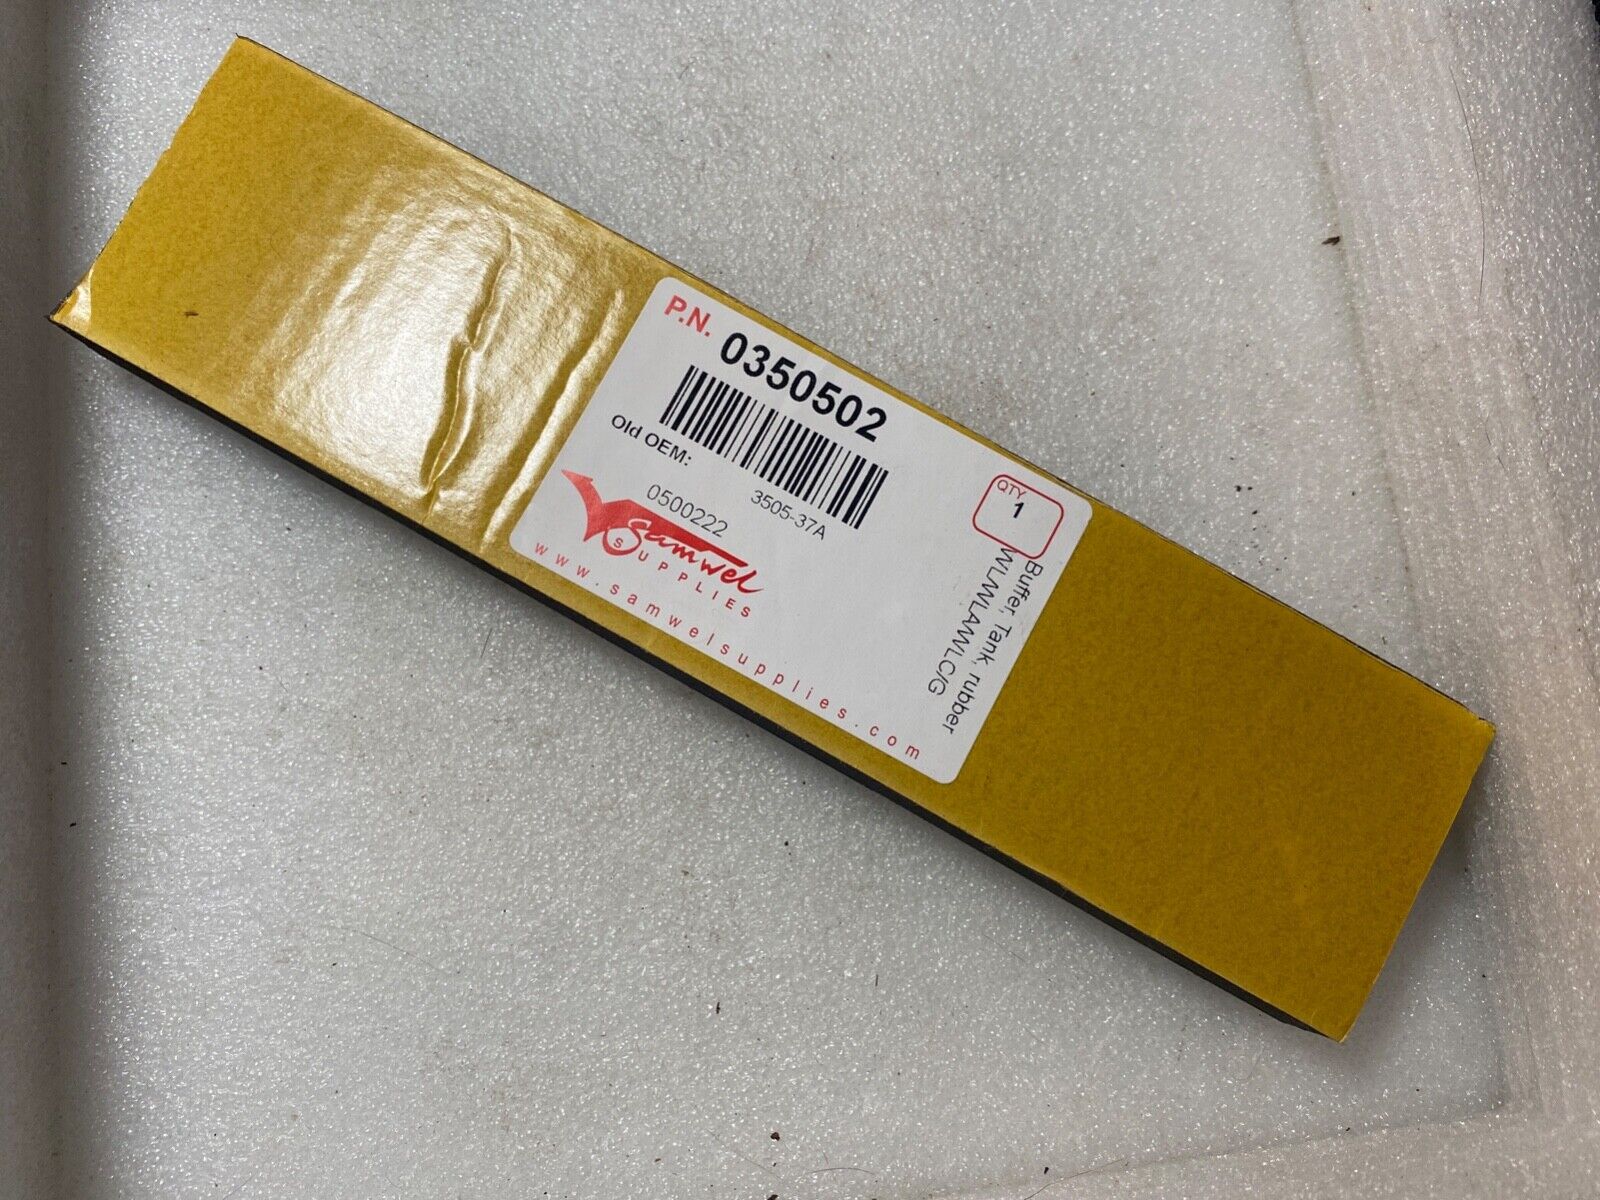 P.N. 0350502
Old OEM: 3505-37A
0500222
QTY
1
Buffer, Tank, rubber
WL/WLA/WLC/G
Samwel
SUPPLIES
www.samwelsupplies.com